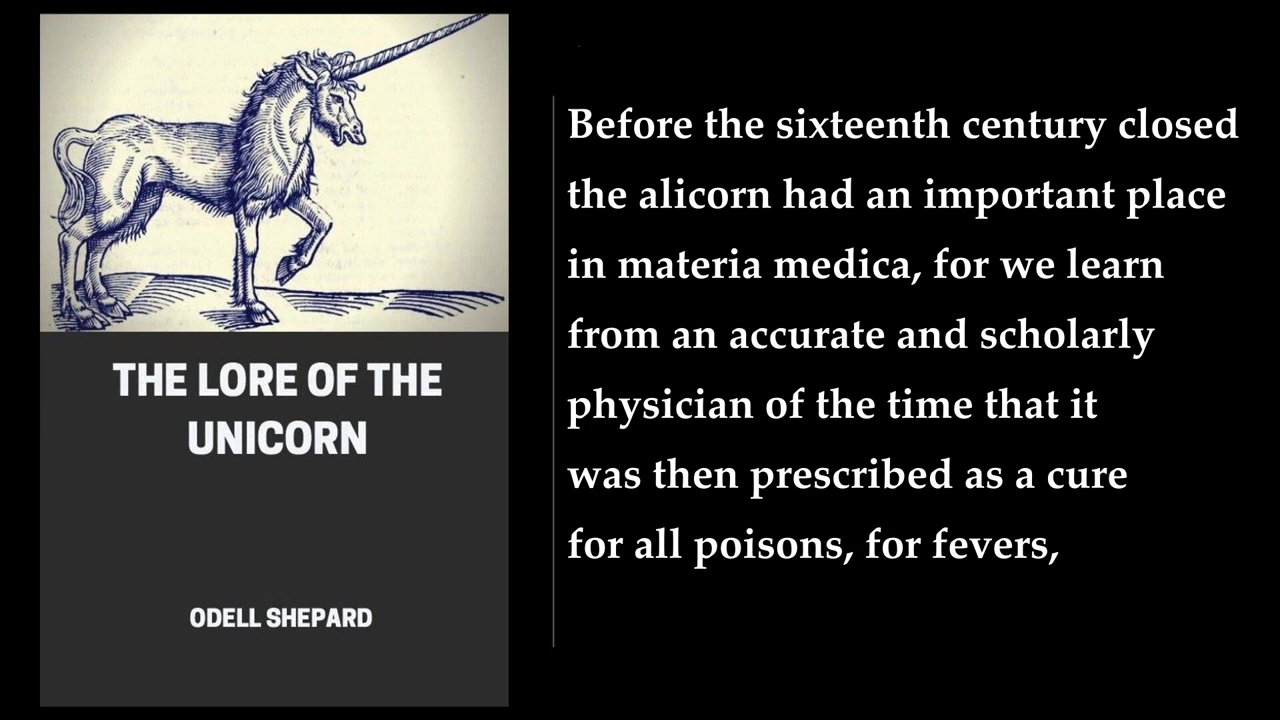 THE LORE OF THE
UNICORN
ODELL SHEPARD
Before the sixteenth century closed
the alicorn had an important place
in materia medica, for we learn
from an accurate and scholarly
physician of the time that it
was then prescribed as a cure
for all poisons, for fevers,